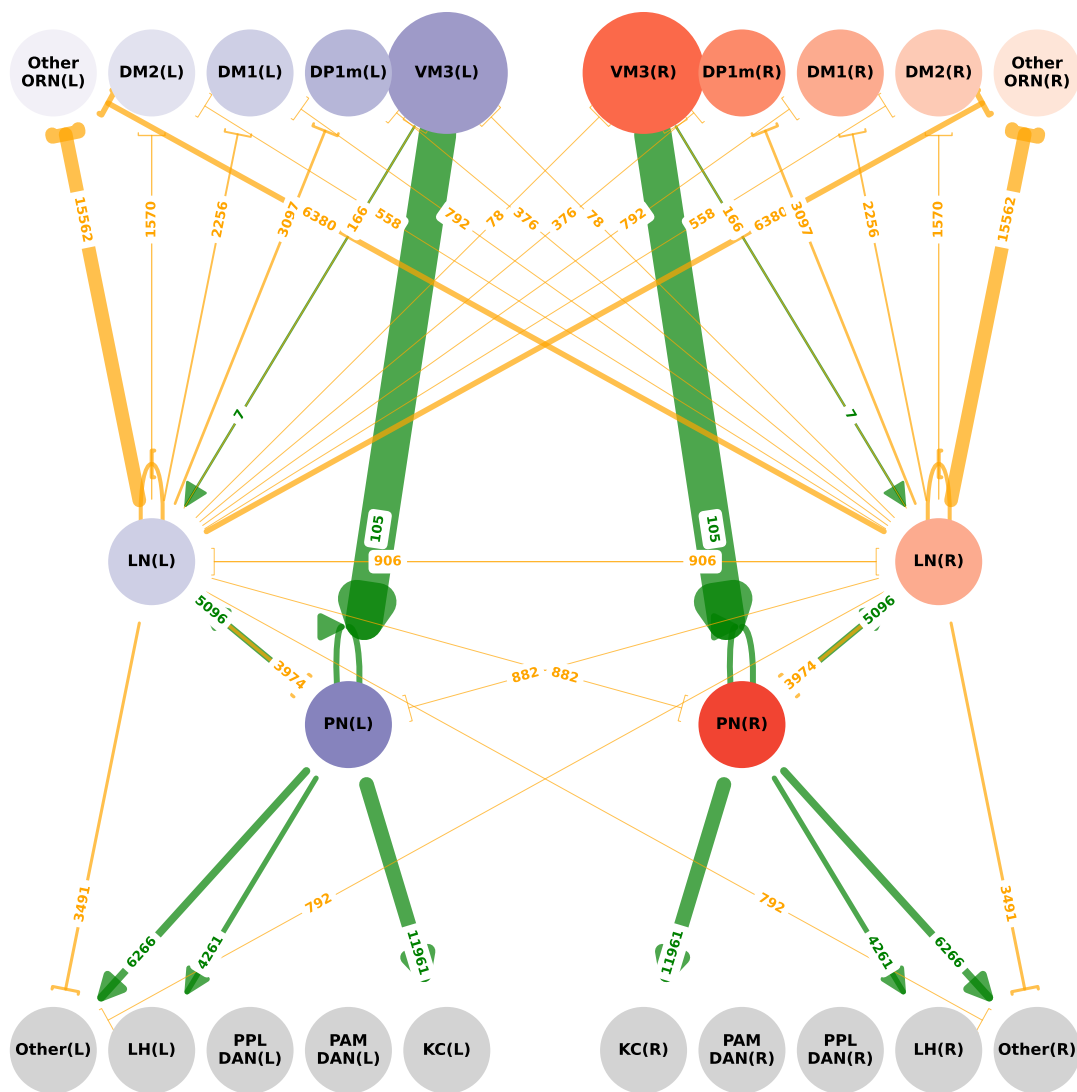 Other
ORN(L)
DM2(L)
DM1(L)
DP1m(L)
VM3(L)
VM3(R)
DP1m(R)
DM1(R)
DM2(R)
Other
ORN(R)
15562
1570
2256
3097
6380
166
558
792
78
376
376
78
792
558
166
6380
3097
2256
1570
15562
7
7
105
105
LN(L)
906
906
LN(R)
5096
3974
882
882
3974
5096
PN(L)
PN(R)
3491
6266
4261
792
11961
11961
792
4261
6266
3491
Other(L)
LH(L)
PPL
DAN(L)
PAM
DAN(L)
KC(L)
KC(R)
PAM
DAN(R)
PPL
DAN(R)
LH(R)
Other(R)